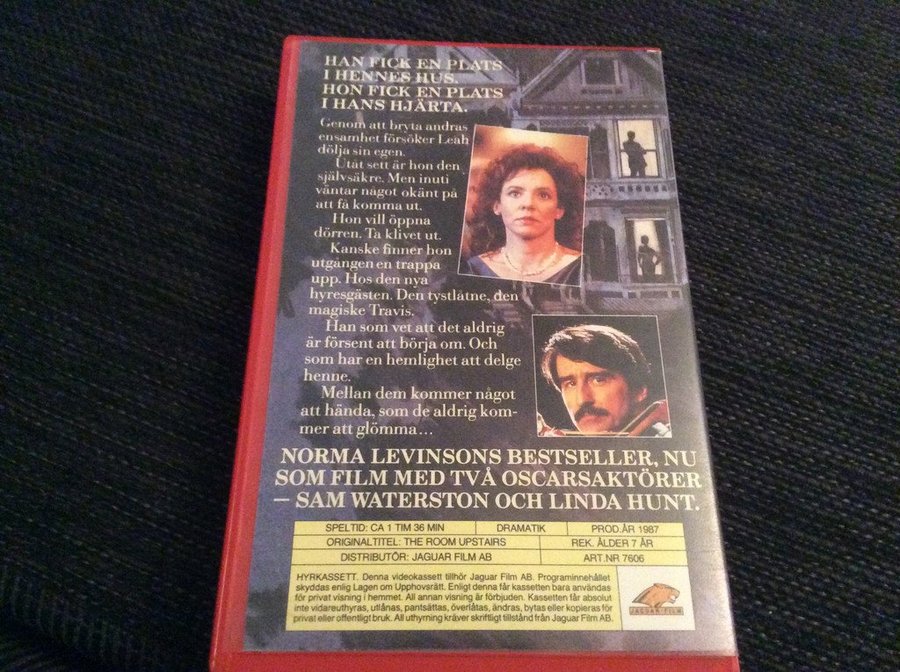 HAN FICK EN PLATS
I HENNES HUS.
HON FICK EN PLATS
I HANS HJÄRTA.
Genom att bryta andras
ensamhet försöker Leah
dölja sin egen.
Utåt sett är hon den
självsäkre. Men inuti
väntar något okänt på
att få komma ut.
Hon vill öppna
dörren. Ta klivet ut.
Kanske finner hon
utgången en trappa
upp. Hos den nya
hyresgästen. Den tystlåtne, den
magiske Travis.
Han som vet att det aldrig
är försent att börja om. Och
som har en hemlighet att delge
henne.
Mellan dem kommer något
att hända, som de aldrig kom-
mer att glömma...
NORMA LEVINSONS BESTSELLER, NU
SOM FILM MED TVÅ OSCARSAKTÖRER
– SAM WATERSTON OCH LINDA HUNT.
SPELTID: CA 1 TIM 36 MIN DRAMATIK PROD.ÅR 1987
ORIGINALTITEL: THE ROOM UPSTAIRS REK. ÅLDER 7 ÅR
DISTRIBUTÖR: JAGUAR FILM AB ART.NR 7606
HYRKASSETT. Denna videokassett tillhör Jaguar Film AB. Programinnehållet
skyddas enlig Lagen om Upphovsrätt. Enligt denna får kassetten bara användas
för privat visning i hemmet. All annan visning är förbjuden. Kassetten får absolut
inte vidareuthyras, utlånas, pantsättas, överlåtas, ändras, bytas eller kopieras för
privat eller offentligt bruk. All uthyrning kräver skriftligt tillstånd från Jaguar Film AB.
JAGUAR FILM